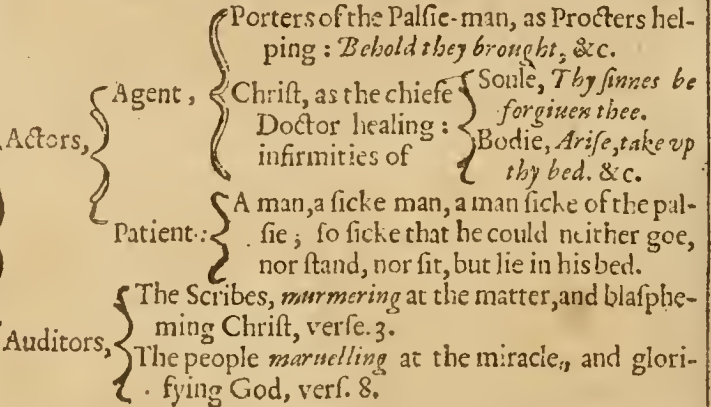 Porters of the Palſie-man, as Procters hel-
ping : Behold they brought, &c.
Actors,
Agent,
Chriſt, as the chiefe
Doctor healing :
infirmities of
Soule, Thy ſinnes be
forgiuen thee.
Bodie, Ariſe, take up
thy bed. &c.
Patient :
A man, a ſicke man, a man ſicke of the pal-
ſie ; ſo ſicke that he could neither goe,
nor ſtand, nor ſit, but lie in his bed.
Auditors,
The Scribes, murmering at the matter, and blaſphe-
ming Chriſt, verſe. 3.
The people maruelling at the miracle, and glori-
fying God, verſ. 8.